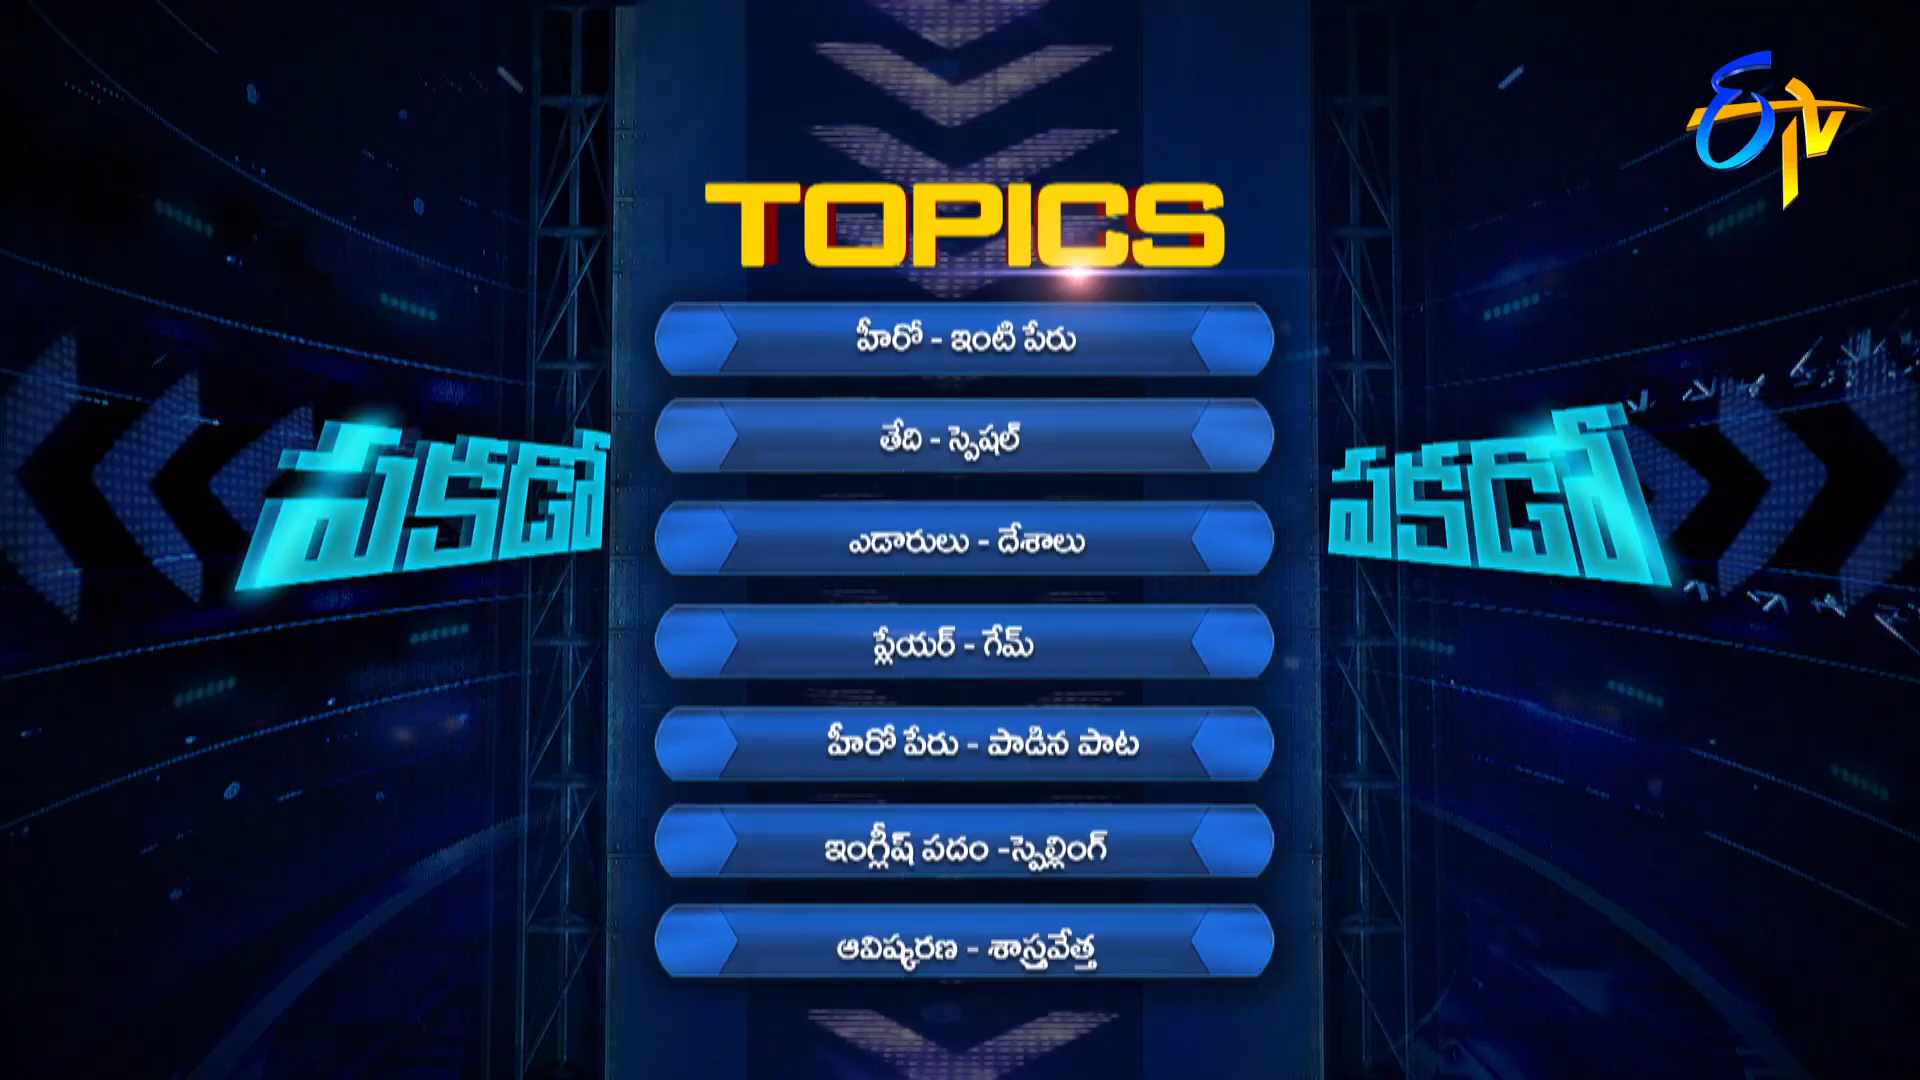 ETV
TOPICS
హీరో - ఇంటి పేరు
తేది - స్పెషల్
ఎడారులు - దేశాలు
ప్లేయర్ - గేమ్
హీరో పేరు - పాడిన పాట
ఇంగ్లీష్ పదం -స్పెల్లింగ్
ఆవిష్కరణ - శాస్త్రవేత్త
పకడో
పకడో